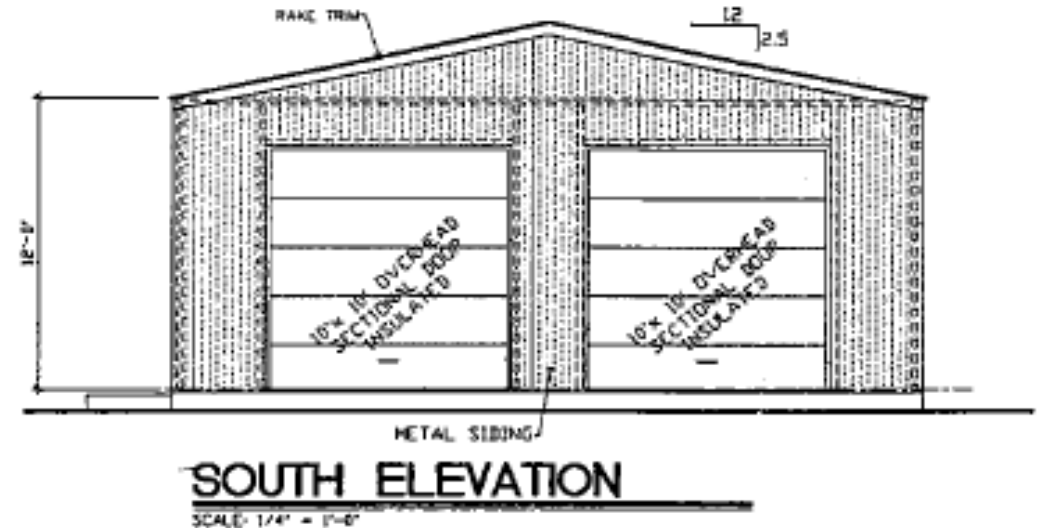 RAKE TRIM
12
2.5
12'-0"
10'x 10' OVERHEAD
SECTIONAL DOOR
INSULATED
10'x 10' OVERHEAD
SECTIONAL DOOR
INSULATED
METAL SIDING
SOUTH ELEVATION
SCALE: 1/4" = 1'-0"